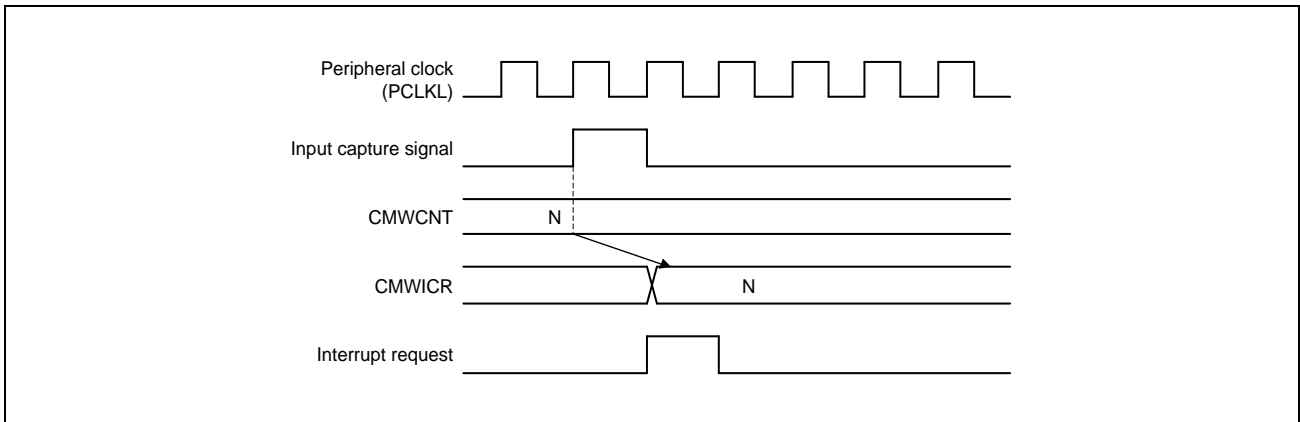 Peripheral clock
(PCLKL)
Input capture signal
CMWCNT
N
CMWICR
N
Interrupt request